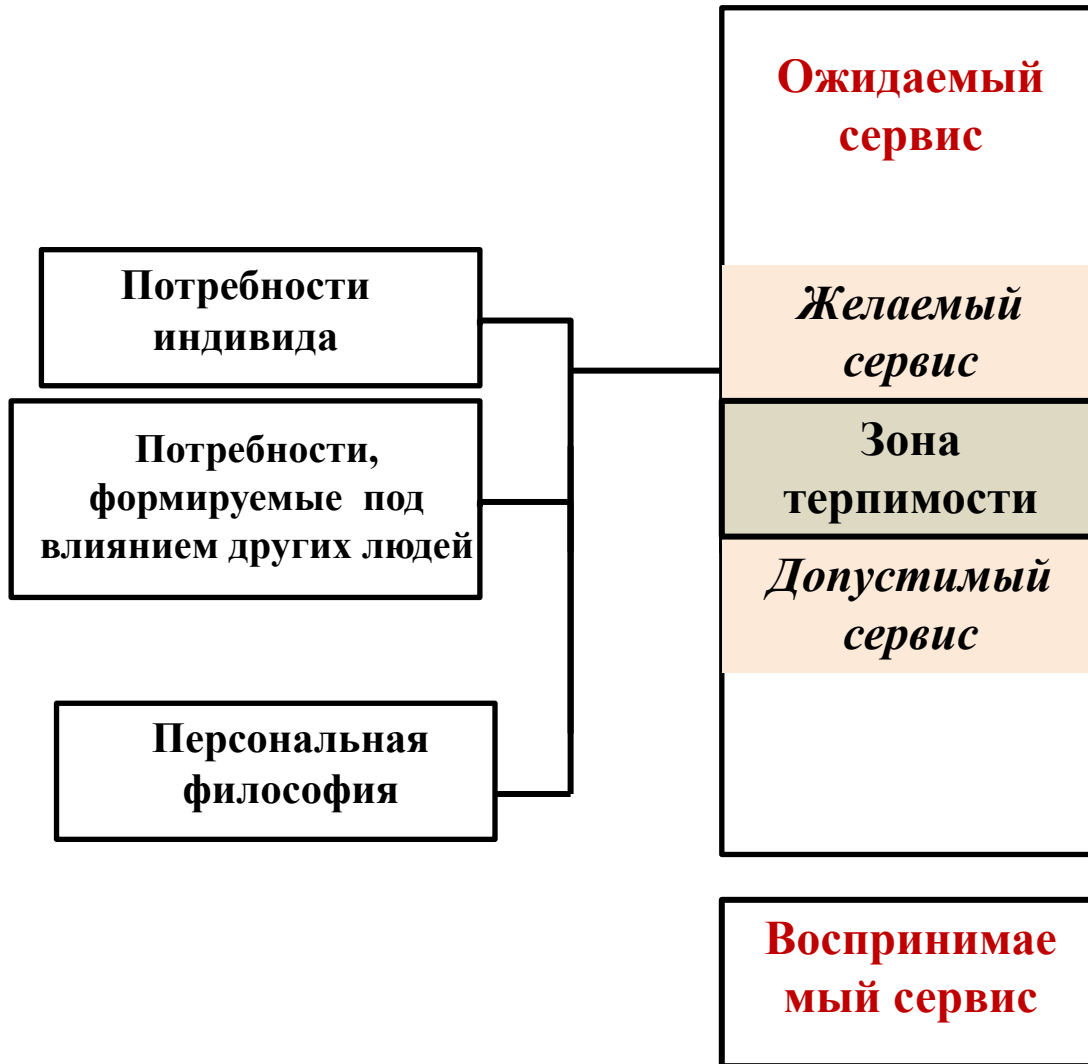 Ожидаемый
сервис
Потребности
индивида
Желаемый
сервис
Потребности,
формируемые под
влиянием других людей
Зона
терпимости
Допустимый
сервис
Персональная
философия
Воспринимае
мый сервис